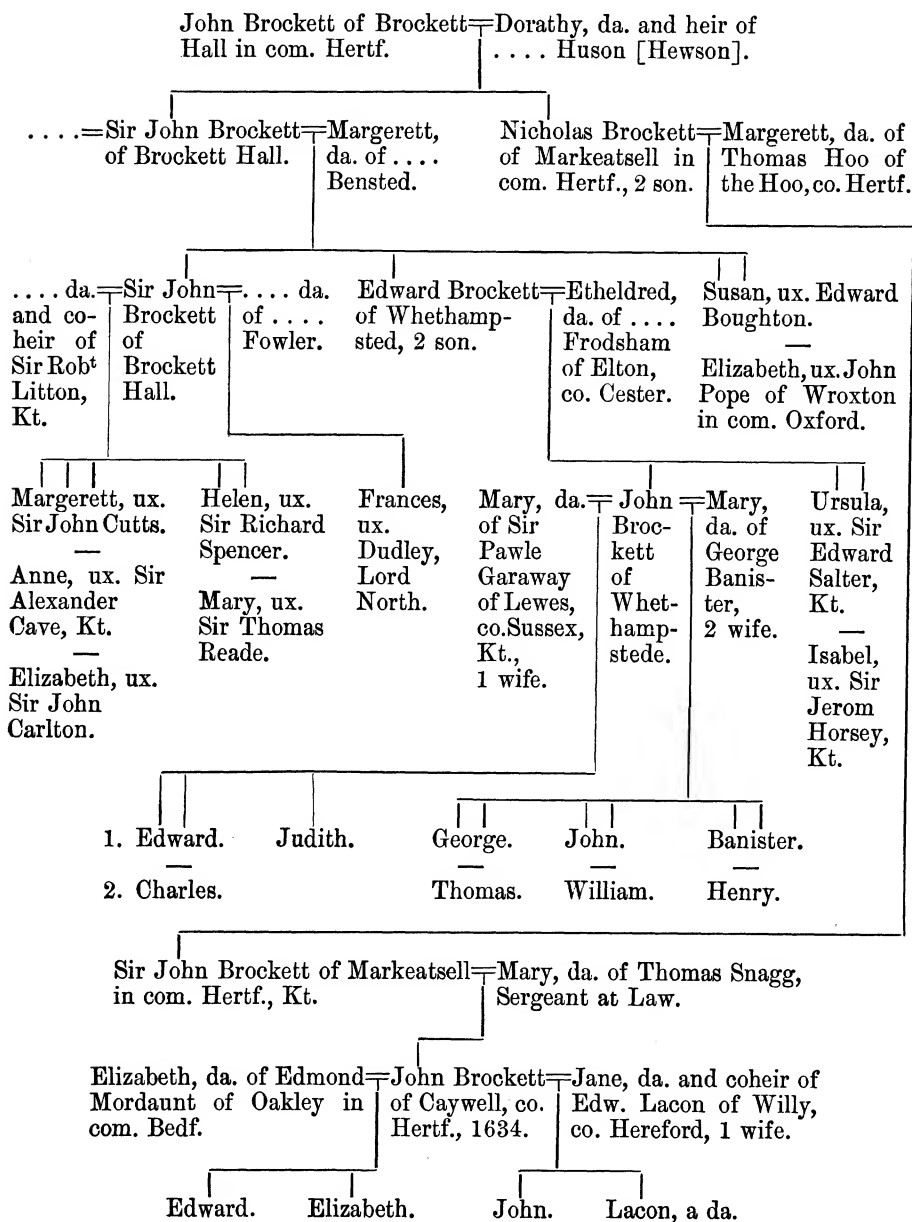 John Brockett of Brockett=Dorathy, da. and heir of
Hall in com. Hertf.
.... Huson [Hewson].
....=Sir John Brockett=Margerett,
of Brockett Hall.
da. of ....
Bensted.
Nicholas Brockett=Margerett, da. of
of Markeatsell in
com. Hertf., 2 son.
Thomas Hoo of
the Hoo, co. Hertf.
.... da.=Sir John=.... da.
and co-
heir of
Sir Robt
Litton,
Kt.
Brockett
of
Brockett
Hall.
of ....
Fowler.
Edward Brockett=Etheldred,
of Whethamp-
sted, 2 son.
da. of ....
Frodsham
of Elton,
co. Cester.
Susan, ux. Edward
Boughton.
—
Elizabeth, ux. John
Pope of Wroxton
in com. Oxford.
Margerett, ux.
Sir John Cutts.
—
Anne, ux. Sir
Alexander
Cave, Kt.
—
Elizabeth, ux.
Sir John
Carlton.
Helen, ux.
Sir Richard
Spencer.
—
Mary, ux.
Sir Thomas
Reade.
Frances,
ux.
Dudley,
Lord
North.
Mary, da.=John=Mary,
of Sir
Pawle
Garaway
of Lewes,
co. Sussex,
Kt.,
1 wife.
Broc-
kett
of
Whet-
hamp-
stede.
da. of
George
Banis-
ter,
2 wife.
Ursula,
ux. Sir
Edward
Salter,
Kt.
—
Isabel,
ux. Sir
Jerom
Horsey,
Kt.
1. Edward.
—
2. Charles.
Judith.
George.
—
Thomas.
John.
—
William.
Banister.
—
Henry.
Sir John Brockett of Markeatsell=Mary, da. of Thomas Snagg,
in com. Hertf., Kt.
Sergeant at Law.
Elizabeth, da. of Edmond=John Brockett=Jane, da. and coheir of
Mordaunt of Oakley in
com. Bedf.
of Caywell, co.
Hertf., 1634.
Edw. Lacon of Willy,
co. Hereford, 1 wife.
Edward.
Elizabeth.
John.
Lacon, a da.